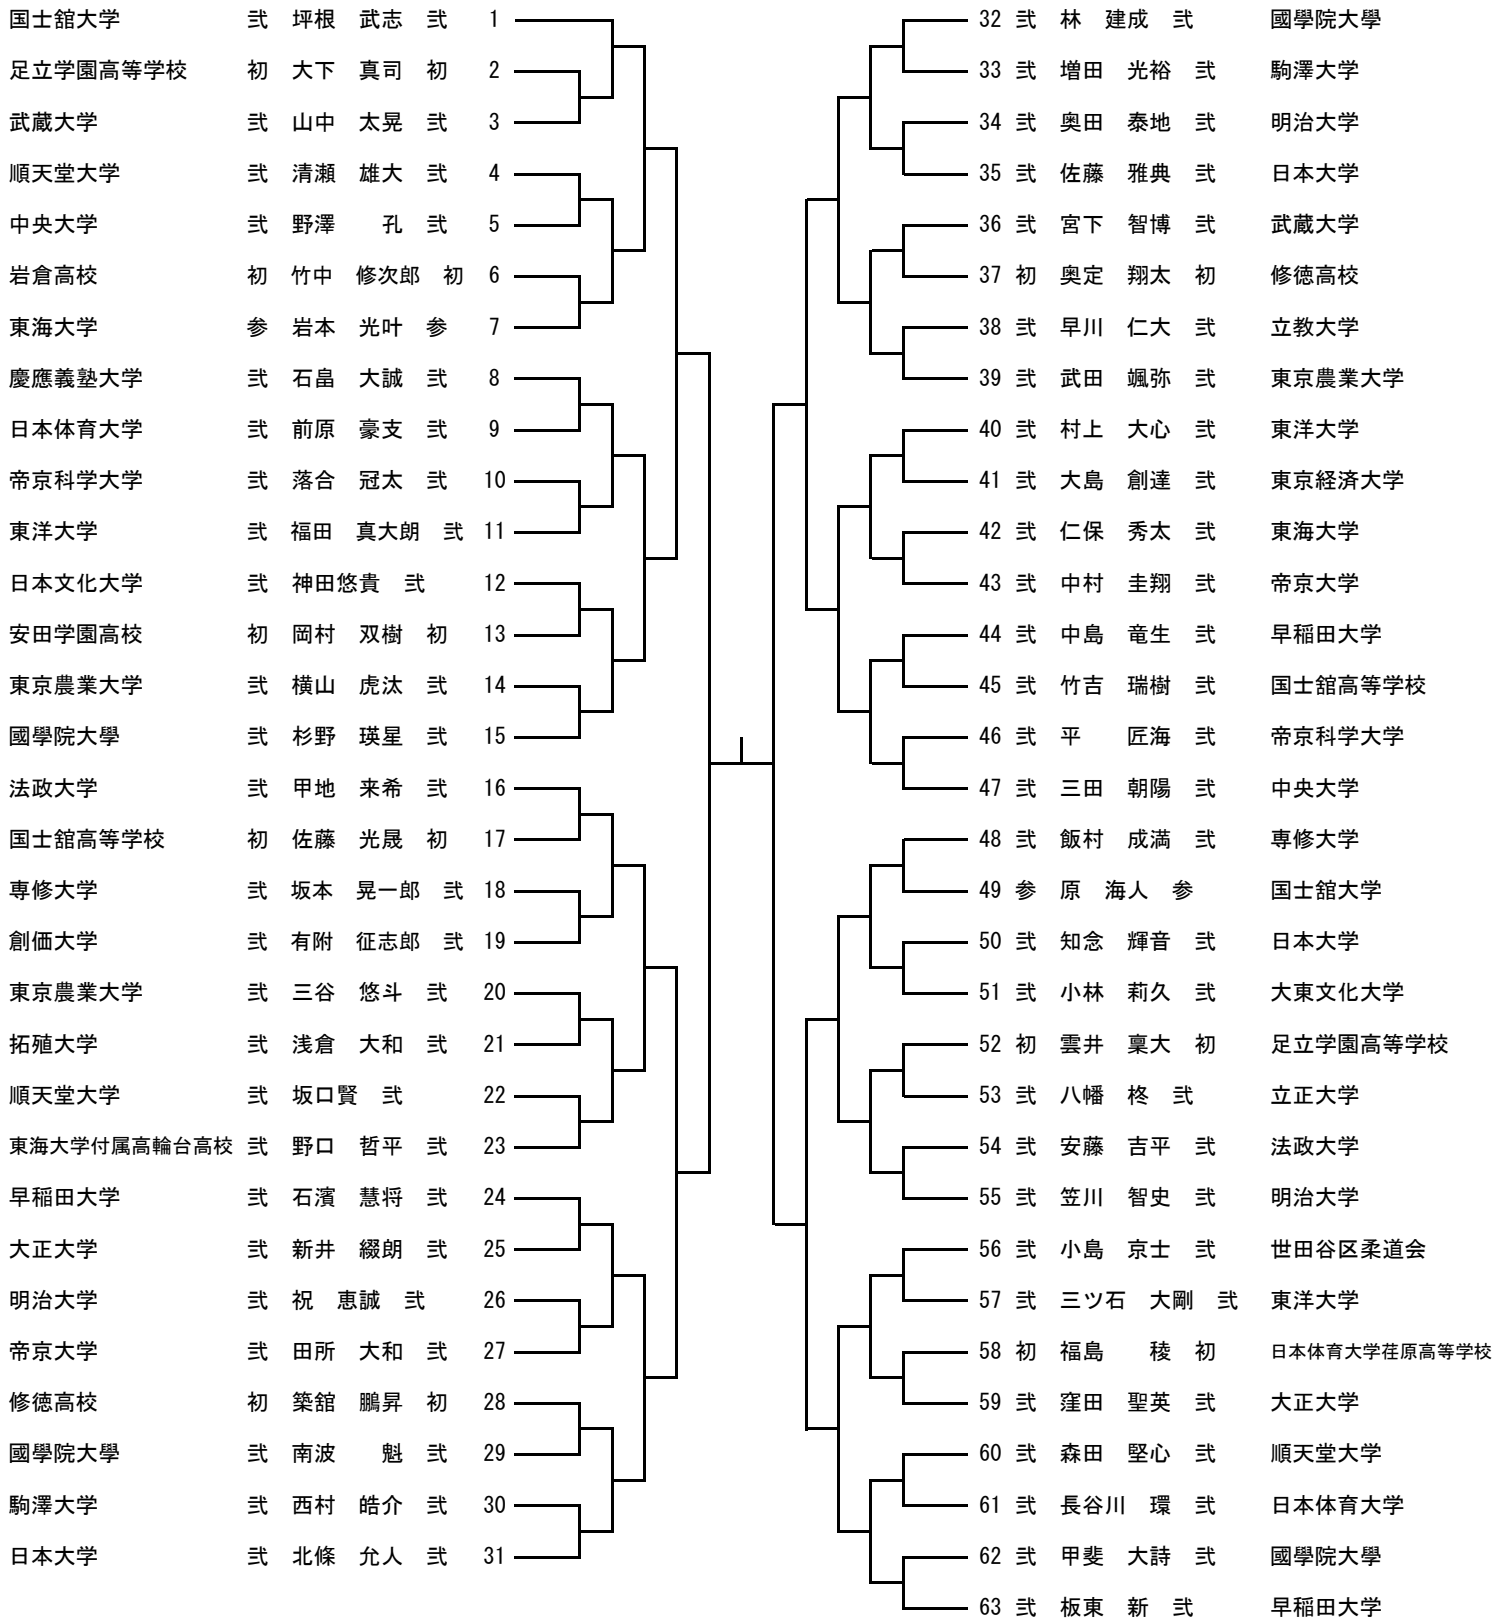 国士舘大学 弐 坪根 武志 弐 1
足立学園高等学校 初 大下 真司 初 2
武蔵大学 弐 山中 太晃 弐 3
順天堂大学 弐 清瀬 雄大 弐 4
中央大学 弐 野澤 孔 弐 5
岩倉高校 初 竹中 修次郎 初 6
東海大学 参 岩本 光叶 参 7
慶應義塾大学 弐 石畠 大誠 弐 8
日本体育大学 弐 前原 豪支 弐 9
帝京科学大学 弐 落合 冠太 弐 10
東洋大学 弐 福田 真大朗 弐 11
日本文化大学 弐 神田悠貴 弐 12
安田学園高校 初 岡村 双樹 初 13
東京農業大学 弐 横山 虎汰 弐 14
國學院大學 弐 杉野 瑛星 弐 15
法政大学 弐 甲地 来希 弐 16
国士舘高等学校 初 佐藤 光晟 初 17
専修大学 弐 坂本 晃一郎 弐 18
創価大学 弐 有附 征志郎 弐 19
東京農業大学 弐 三谷 悠斗 弐 20
拓殖大学 弐 浅倉 大和 弐 21
順天堂大学 弐 坂口賢 弐 22
東海大学付属高輪台高校 弐 野口 哲平 弐 23
早稲田大学 弐 石濱 慧将 弐 24
大正大学 弐 新井 綴朗 弐 25
明治大学 弐 祝 恵誠 弐 26
帝京大学 弐 田所 大和 弐 27
修徳高校 初 築舘 鵬昇 初 28
國學院大學 弐 南波 魁 弐 29
駒澤大学 弐 西村 皓介 弐 30
日本大学 弐 北條 允人 弐 31
32 弐 林 建成 弐 國學院大學
33 弐 増田 光裕 弐 駒澤大学
34 弐 奥田 泰地 弐 明治大学
35 弐 佐藤 雅典 弐 日本大学
36 弐 宮下 智博 弐 武蔵大学
37 初 奥定 翔太 初 修徳高校
38 弐 早川 仁大 弐 立教大学
39 弐 武田 颯弥 弐 東京農業大学
40 弐 村上 大心 弐 東洋大学
41 弐 大島 創達 弐 東京経済大学
42 弐 仁保 秀太 弐 東海大学
43 弐 中村 圭翔 弐 帝京大学
44 弐 中島 竜生 弐 早稲田大学
45 弐 竹吉 瑞樹 弐 国士舘高等学校
46 弐 平 匠海 弐 帝京科学大学
47 弐 三田 朝陽 弐 中央大学
48 弐 飯村 成満 弐 専修大学
49 参 原 海人 参 国士舘大学
50 弐 知念 輝音 弐 日本大学
51 弐 小林 莉久 弐 大東文化大学
52 初 雲井 稟大 初 足立学園高等学校
53 弐 八幡 柊 弐 立正大学
54 弐 安藤 吉平 弐 法政大学
55 弐 笠川 智史 弐 明治大学
56 弐 小島 京士 弐 世田谷区柔道会
57 弐 三ツ石 大剛 弐 東洋大学
58 初 福島 稜 初 日本体育大学荏原高等学校
59 弐 窪田 聖英 弐 大正大学
60 弐 森田 堅心 弐 順天堂大学
61 弐 長谷川 環 弐 日本体育大学
62 弐 甲斐 大詩 弐 國學院大學
63 弐 板東 新 弐 早稲田大学